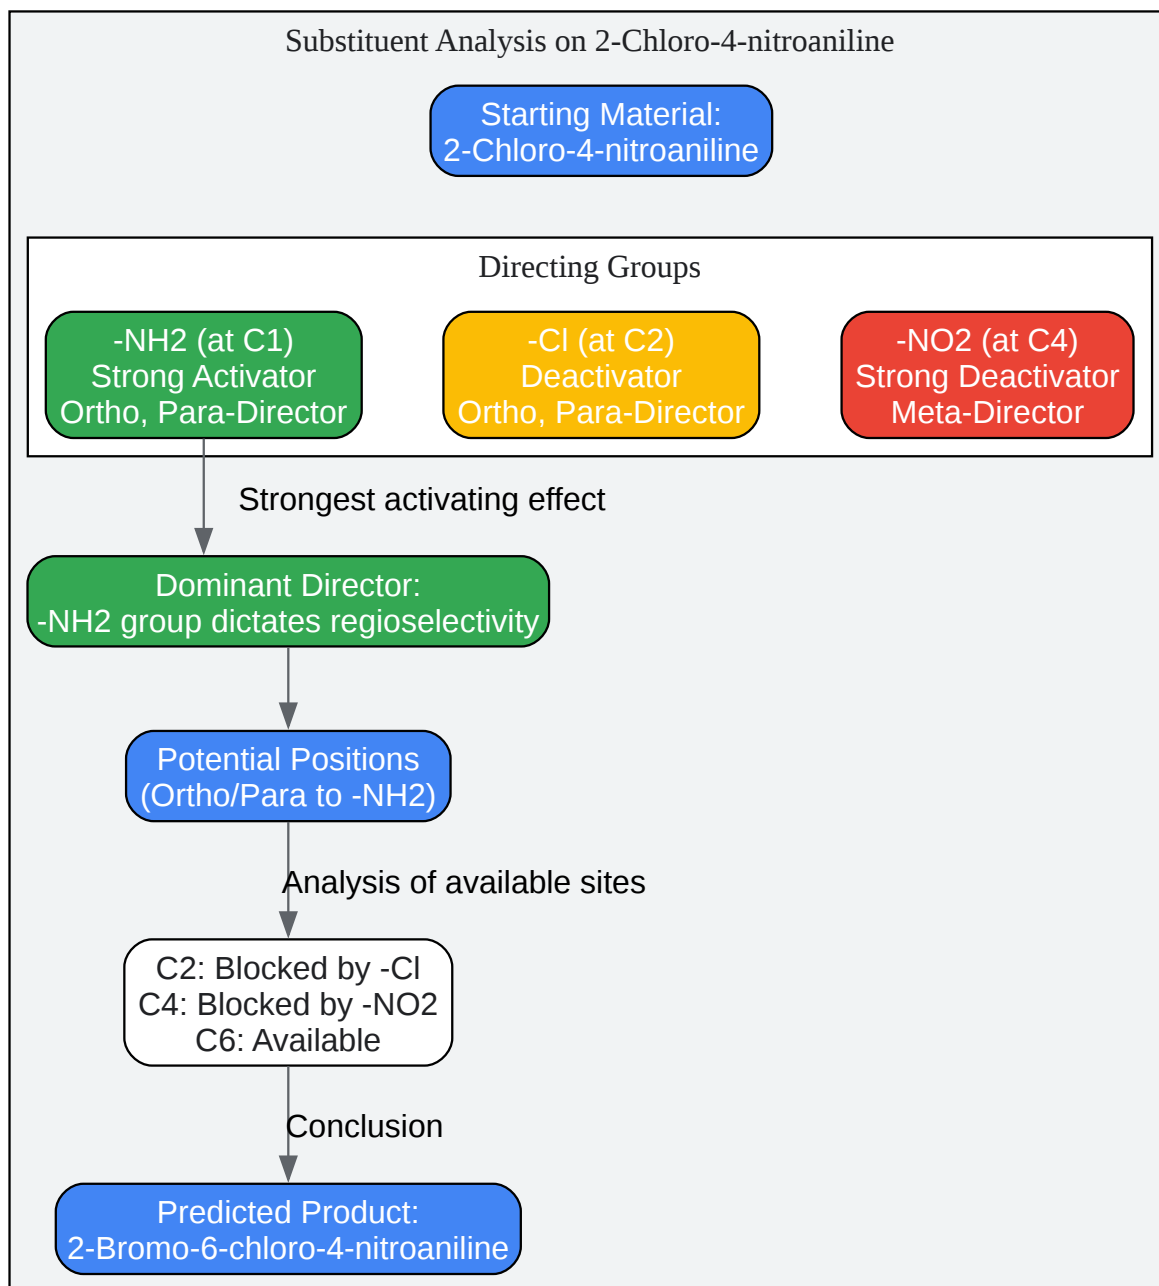 Substituent Analysis on 2-Chloro-4-nitroaniline
Starting Material:
2-Chloro-4-nitroaniline
Directing Groups
-NH2 (at C1)
Strong Activator
Ortho, Para-Director
-Cl (at C2)
Deactivator
Ortho, Para-Director
-NO2 (at C4)
Strong Deactivator
Meta-Director
Strongest activating effect
Dominant Director:
-NH2 group dictates regioselectivity
Potential Positions
(Ortho/Para to -NH2)
Analysis of available sites
C2: Blocked by -Cl
C4: Blocked by -NO2
C6: Available
Conclusion
Predicted Product:
2-Bromo-6-chloro-4-nitroaniline